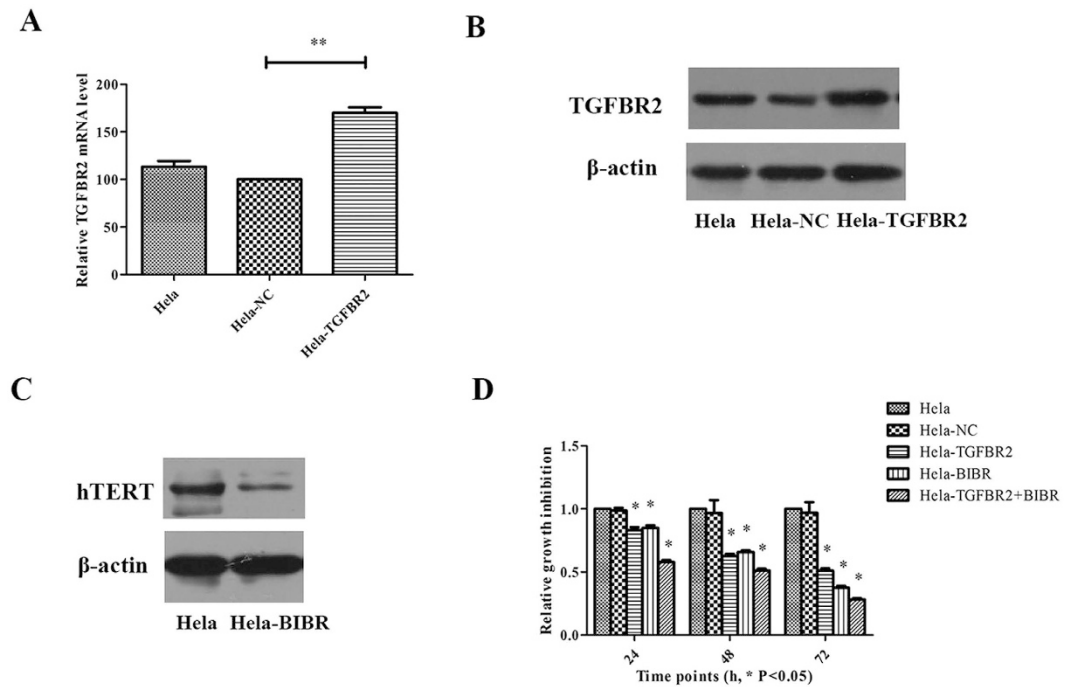 A
**
Relative TGFBR2 mRNA level
200
150
100
50
0
Hela
Hela-NC
Hela-TGFBR2
B
TGFBR2
β-actin
Hela Hela-NC Hela-TGFBR2
C
hTERT
β-actin
Hela Hela-BIBR
D
Hela
Hela-NC
Hela-TGFBR2
Hela-BIBR
Hela-TGFBR2+BIBR
Relative growth inhibition
1.5
1.0
0.5
0.0
* * *
* * *
* * *
24 48 72
Time points (h, * P<0.05)